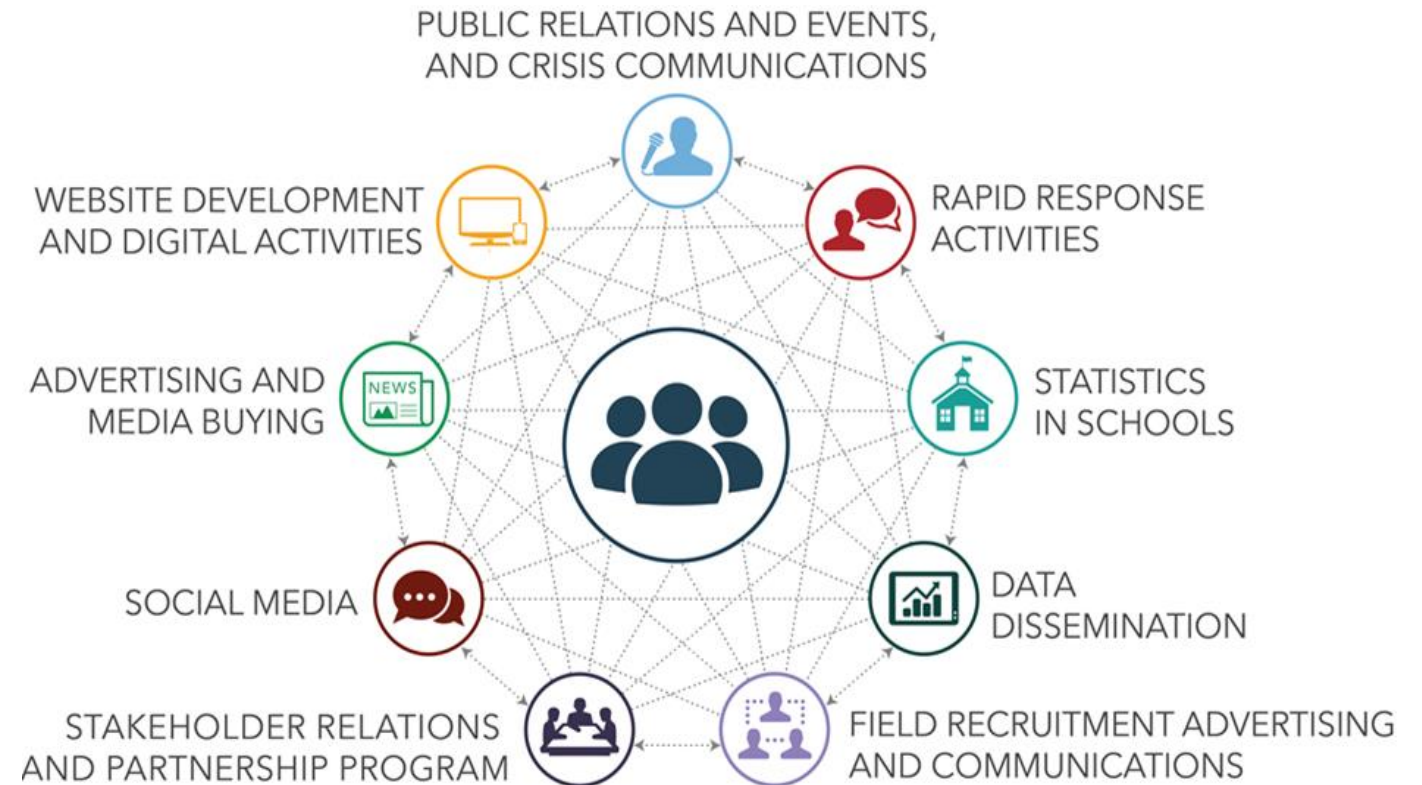 PUBLIC RELATIONS AND EVENTS,
AND CRISIS COMMUNICATIONS
WEBSITE DEVELOPMENT
AND DIGITAL ACTIVITIES
RAPID RESPONSE
ACTIVITIES
ADVERTISING AND
MEDIA BUYING
NEWS
STATISTICS
IN SCHOOLS
SOCIAL MEDIA
DATA
DISSEMINATION
STAKEHOLDER RELATIONS
AND PARTNERSHIP PROGRAM
FIELD RECRUITMENT ADVERTISING
AND COMMUNICATIONS